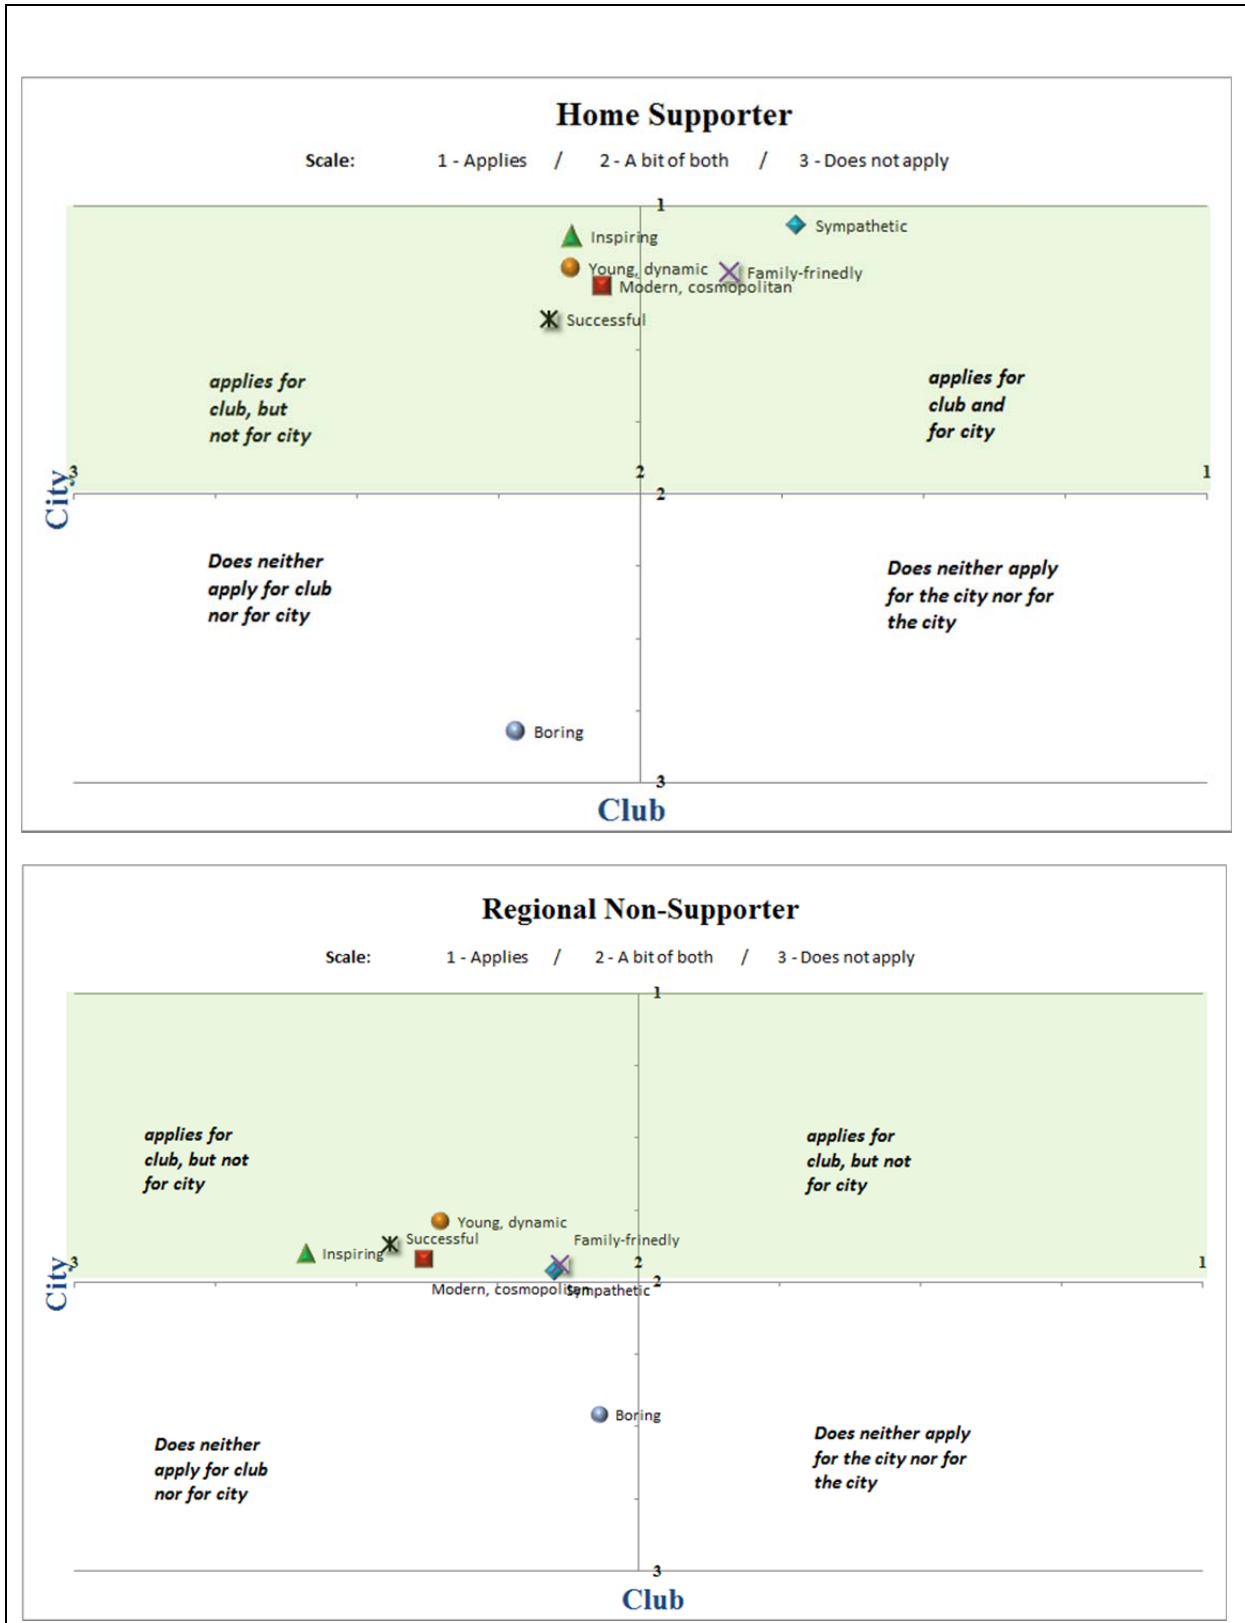 Home Supporter
Scale: 1 - Applies / 2 - A bit of both / 3 - Does not apply
1
Sympathetic
Inspiring
Young, dynamic
Family-frinedly
Modern, cosmopolitan
Successful
applies for
club, but
not for city
applies for
club and
for city
3
2
1
City
2
Does neither
apply for club
nor for city
Does neither apply
for the city nor for
the city
Boring
3
Club
Regional Non-Supporter
Scale: 1 - Applies / 2 - A bit of both / 3 - Does not apply
1
applies for
club, but not
for city
applies for
club, but not
for city
Young, dynamic
Successful
Family-frinedly
Inspiring
3
2
1
City
2
Modern, cosmopolitan
Sympathetic
Boring
Does neither
apply for club
nor for city
Does neither apply
for the city nor for
the city
3
Club